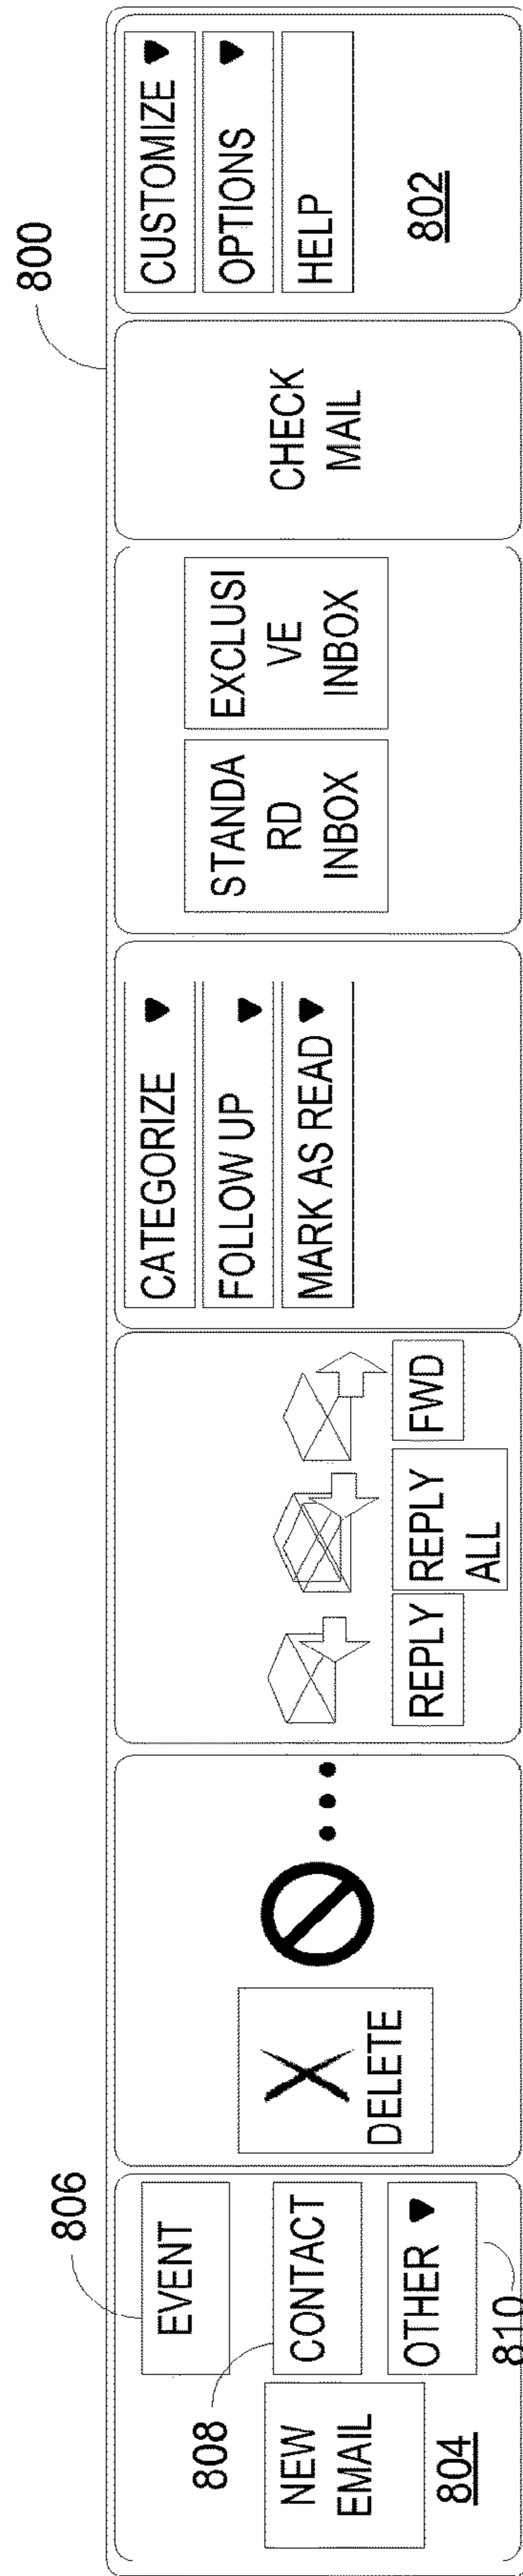 800
806
808
NEW
EMAIL
804
EVENT
CONTACT
OTHER
810
X
DELETE
REPLY
REPLY
ALL
FWD
CATEGORIZE
FOLLOW UP
MARK AS READ
STANDA
RD
INBOX
EXCLUSI
VE
INBOX
CHECK
MAIL
CUSTOMIZE
OPTIONS
HELP
802